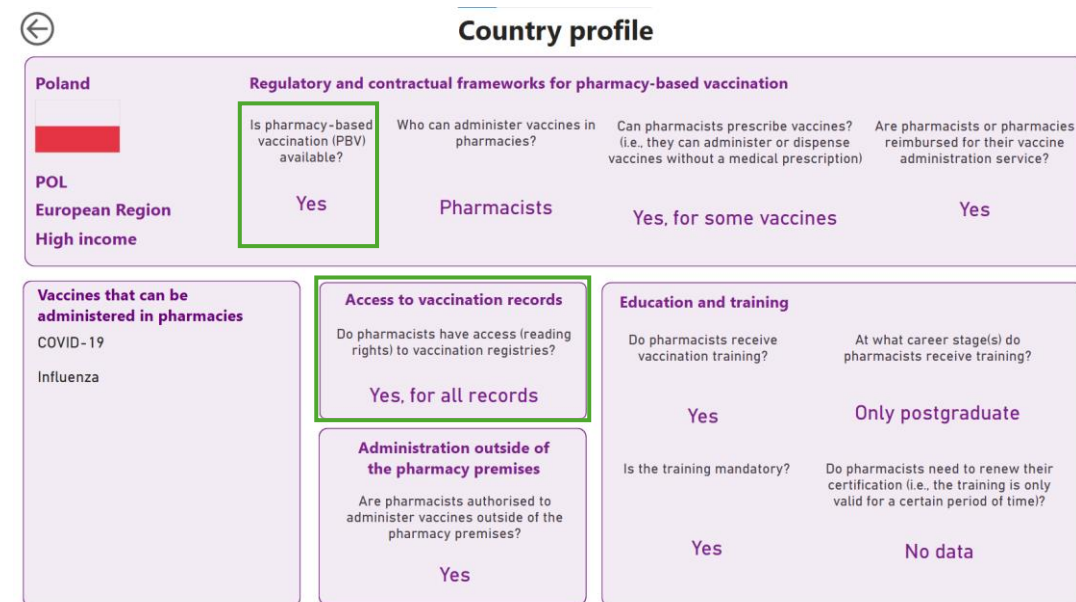 Country profile
Poland
POL
European Region
High income
Regulatory and contractual frameworks for pharmacy-based vaccination
Is pharmacy-based
vaccination (PBV)
available?
Yes
Who can administer vaccines in
pharmacies?
Pharmacists
Can pharmacists prescribe vaccines?
(i.e., they can administer or dispense
vaccines without a medical prescription)
Yes, for some vaccines
Are pharmacists or pharmacies
reimbursed for their vaccine
administration service?
Yes
Vaccines that can be
administered in pharmacies
COVID-19
Influenza
Access to vaccination records
Do pharmacists have access (reading
rights) to vaccination registries?
Yes, for all records
Administration outside of
the pharmacy premises
Are pharmacists authorised to
administer vaccines outside of the
pharmacy premises?
Yes
Education and training
Do pharmacists receive
vaccination training?
Yes
At what career stage(s) do
pharmacists receive training?
Only postgraduate
Is the training mandatory?
Yes
Do pharmacists need to renew their
certification (i.e., the training is only
valid for a certain period of time)?
No data